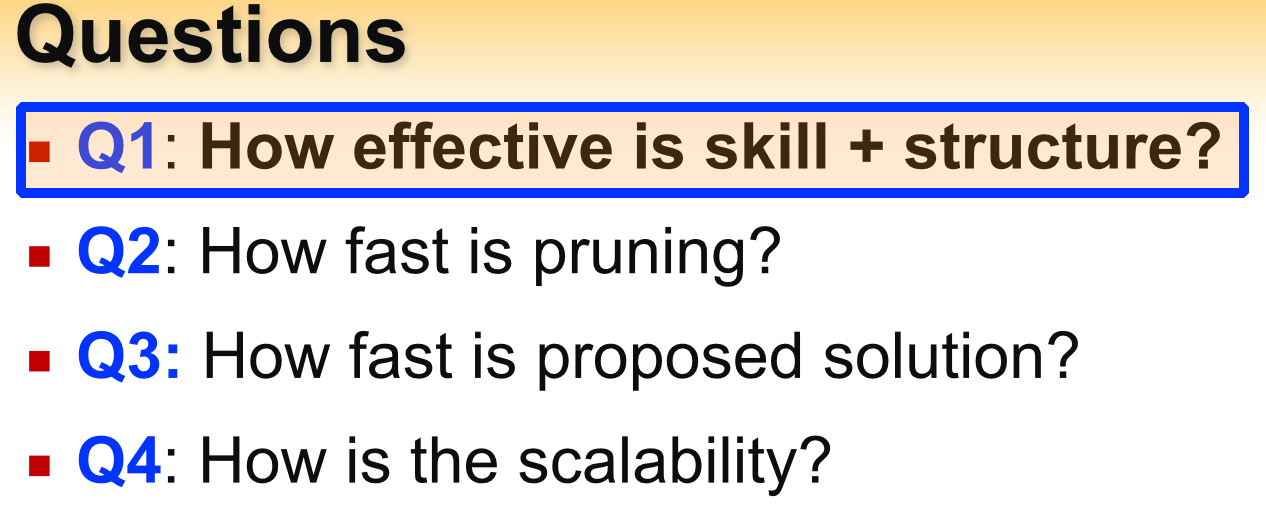 Questions
Q1: How effective is skill + structure?
Q2: How fast is pruning?
Q3: How fast is proposed solution?
Q4: How is the scalability?